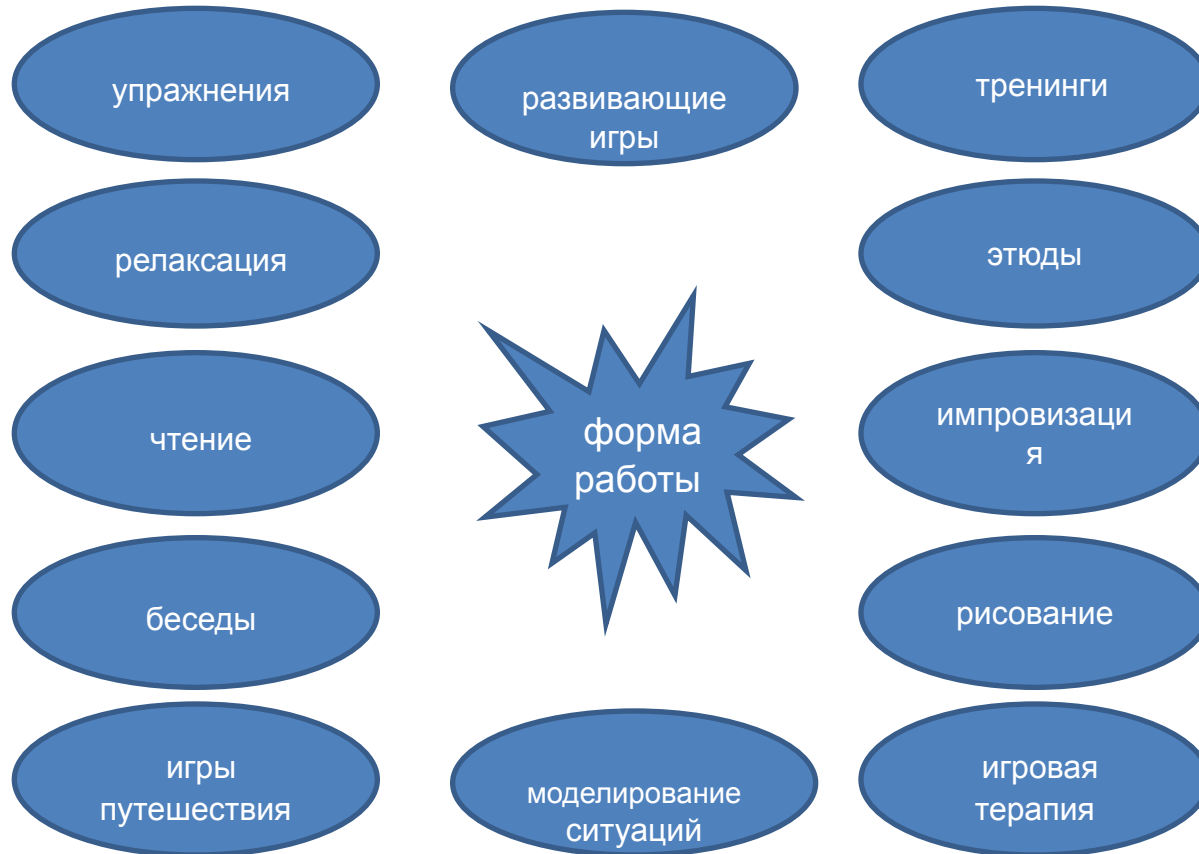 упражнения
развивающие
игры
тренинги
релаксация
этюды
чтение
форма
работы
импровизаци
я
беседы
рисование
игры
путешествия
моделирование
ситуаций
игровая
терапия